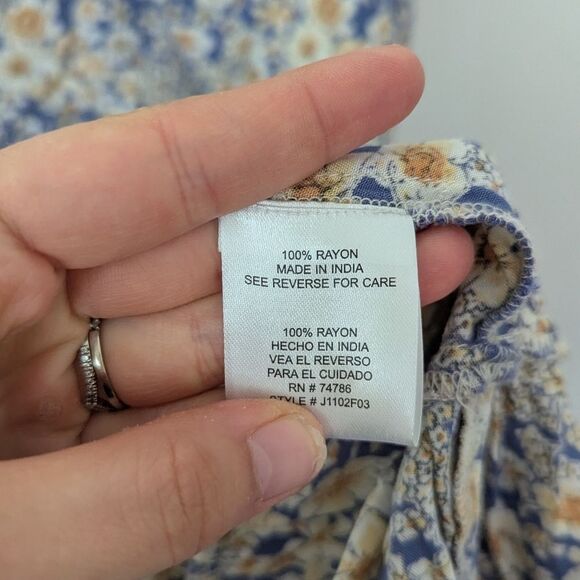 100% RAYON
MADE IN INDIA
SEE REVERSE FOR CARE
100% RAYON
HECHO EN INDIA
VEA EL REVERSO
PARA EL CUIDADO
RN # 74786
STYLE # J1102F03